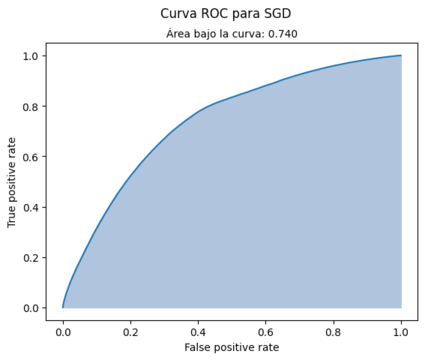 Curva ROC para SGD
Área bajo la curva: 0.740
1.0
0.8
0.6
0.4
0.2
0.0
True positive rate
0.0 0.2 0.4 0.6 0.8 1.0
False positive rate